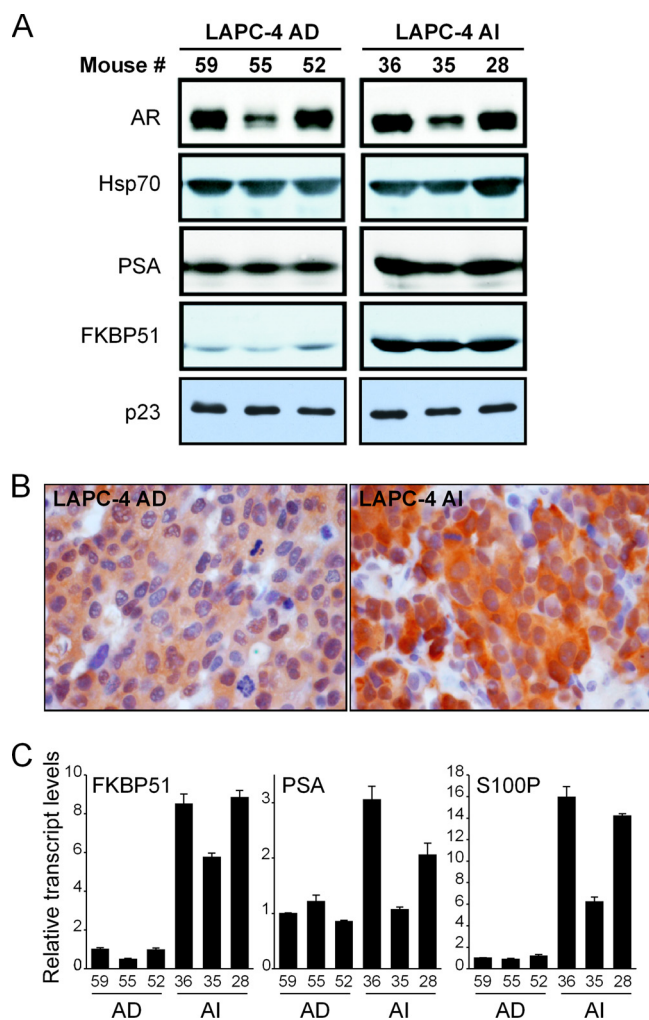 A
LAPC-4 AD LAPC-4 AI
Mouse # 59 55 52 36 35 28
AR
Hsp70
PSA
FKBP51
p23
B
LAPC-4 AD LAPC-4 AI
C
Relative transcript levels
FKBP51 PSA S100P
10
8
6
4
2
0
3
2
1
0
18
16
14
12
10
8
6
4
2
0
59 55 52 36 35 28 59 55 52 36 35 28 59 55 52 36 35 28
AD AI AD AI AD AI